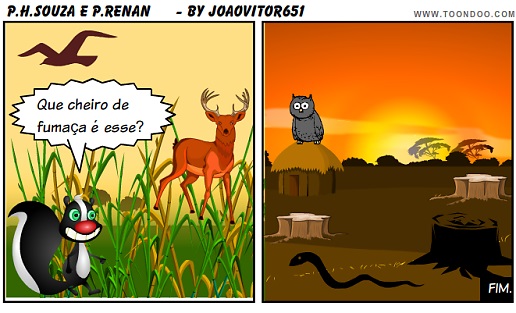 P.H.SOUZA E P.RENAN - BY JOAOVITOR651
WWW.TOONDOO.COM
Que cheiro de
fumaça é esse?
FIM.